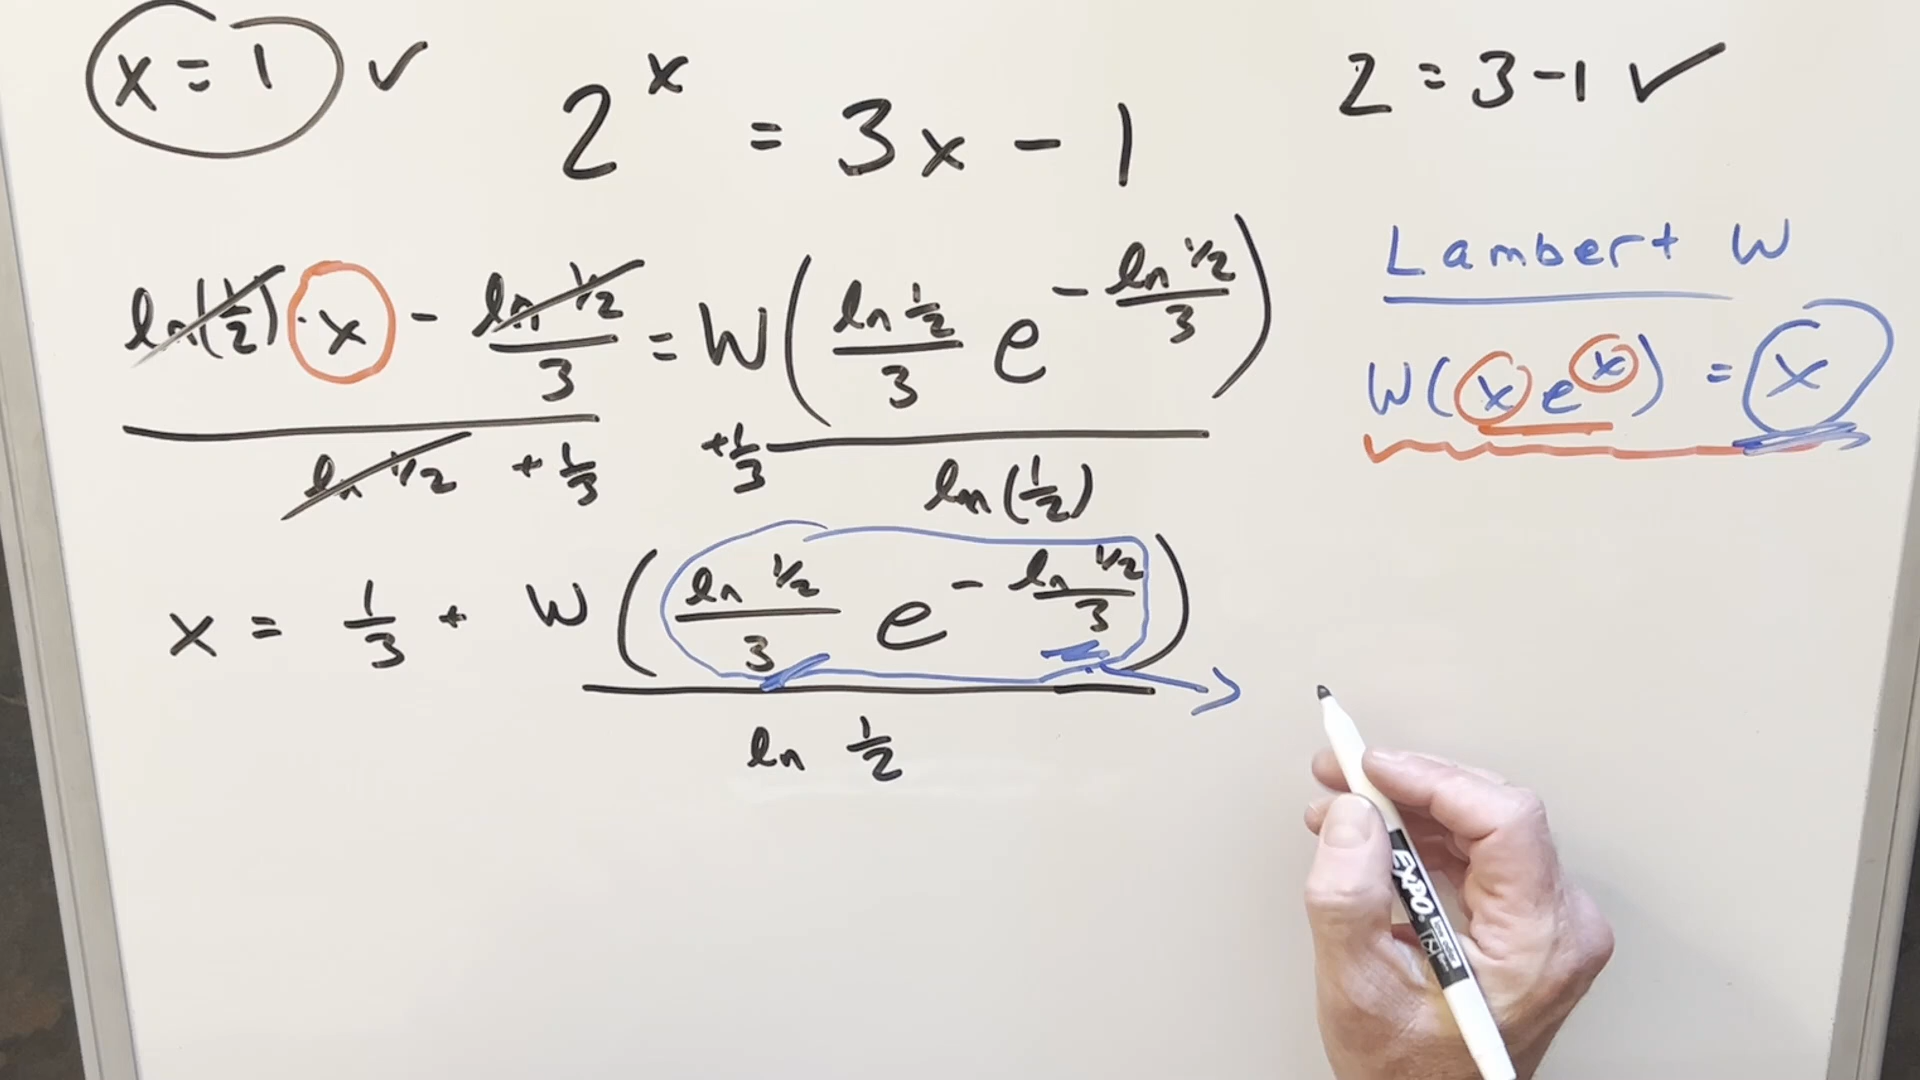 x = 1 ✓
2^x = 3x - 1
2 = 3-1 ✓
Lambert W
W(x e^x) = x
ln(1/2) · x - ln 1/2 / 3 = W( ln 1/2 / 3 e^(- ln 1/2 / 3) )
ln 1/2 + 1/3 + 1/3 ln(1/2)
x = 1/3 + W( ln 1/2 / 3 e^(- ln 1/2 / 3) )
ln 1/2
EXPO